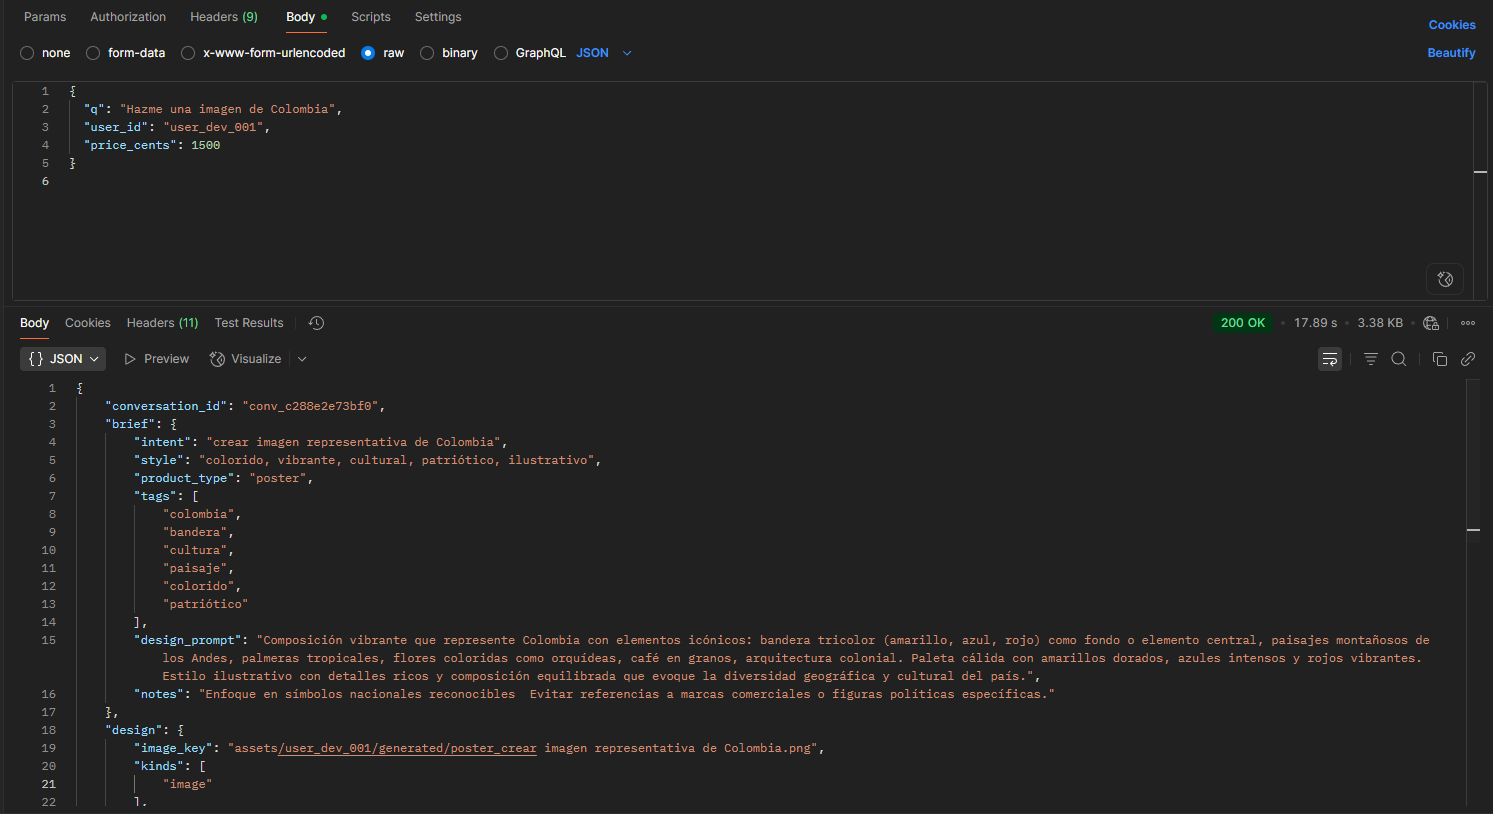 Params Authorization Headers (9) Body Scripts Settings
Cookies
none form-data x-www-form-urlencoded raw binary GraphQL JSON
Beautify
1 {
2 "q": "Hazme una imagen de Colombia",
3 "user_id": "user_dev_001",
4 "price_cents": 1500
5 }
6
Body Cookies Headers (11) Test Results 200 OK 17.89 s 3.38 KB
{} JSON Preview Visualize
1 {
2 "conversation_id": "conv_c288e2e73bf0",
3 "brief": {
4 "intent": "crear imagen representativa de Colombia",
5 "style": "colorido, vibrante, cultural, patriótico, ilustrativo",
6 "product_type": "poster",
7 "tags": [
8 "colombia",
9 "bandera",
10 "cultura",
11 "paisaje",
12 "colorido",
13 "patriótico"
14 ],
15 "design_prompt": "Composición vibrante que represente Colombia con elementos icónicos: bandera tricolor (amarillo, azul, rojo) como fondo o elemento central, paisajes montañosos de
los Andes, palmeras tropicales, flores coloridas como orquídeas, café en granos, arquitectura colonial. Paleta cálida con amarillos dorados, azules intensos y rojos vibrantes.
Estilo ilustrativo con detalles ricos y composición equilibrada que evoque la diversidad geográfica y cultural del país.",
16 "notes": "Enfoque en símbolos nacionales reconocibles  Evitar referencias a marcas comerciales o figuras políticas específicas."
17 },
18 "design": {
19 "image_key": "assets/user_dev_001/generated/poster_crear imagen representativa de Colombia.png",
20 "kinds": [
21 "image"
22 ],